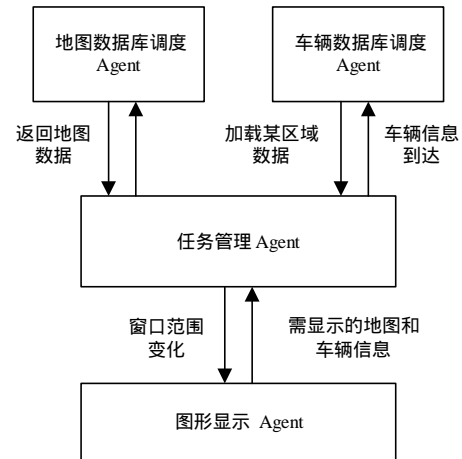 地图数据库调度
Agent
车辆数据库调度
Agent
返回地图
数据
加载某区域
数据
车辆信息
到达
任务管理 Agent
窗口范围
变化
需显示的地图和
车辆信息
图形显示 Agent